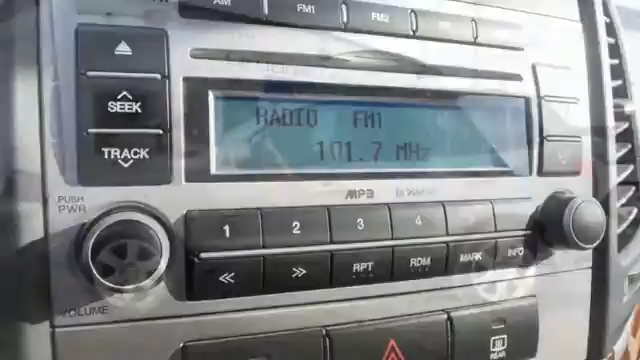 AM FM1 FM2
SEEK
RADIO FM1
101.7 MHz
TRACK
MP3
PUSH
PWR
1 2 3 4
RPT RDM MARK INFO
VOLUME
REAR